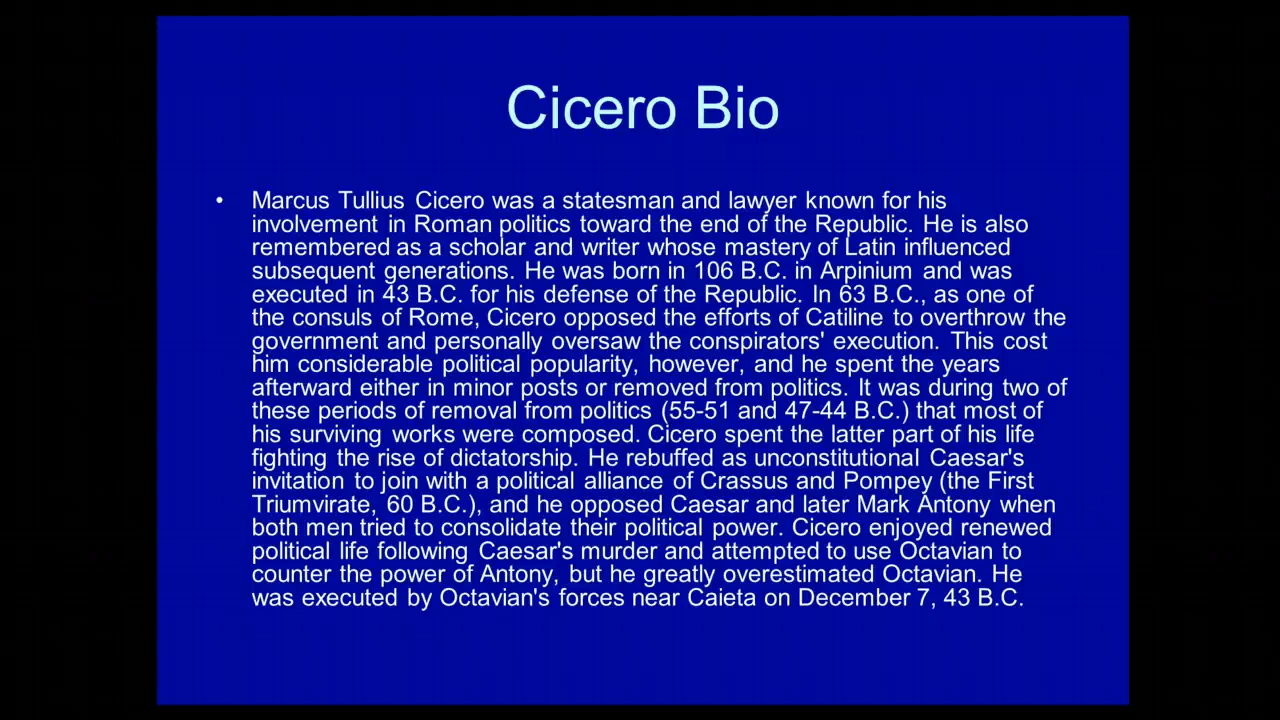 Cicero Bio
• Marcus Tullius Cicero was a statesman and lawyer known for his
involvement in Roman politics toward the end of the Republic. He is also
remembered as a scholar and writer whose mastery of Latin influenced
subsequent generations. He was born in 106 B.C. in Arpinium and was
executed in 43 B.C. for his defense of the Republic. In 63 B.C., as one of
the consuls of Rome, Cicero opposed the efforts of Catiline to overthrow the
government and personally oversaw the conspirators' execution. This cost
him considerable political popularity, however, and he spent the years
afterward either in minor posts or removed from politics. It was during two of
these periods of removal from politics (55-51 and 47-44 B.C.) that most of
his surviving works were composed. Cicero spent the latter part of his life
fighting the rise of dictatorship. He rebuffed as unconstitutional Caesar's
invitation to join with a political alliance of Crassus and Pompey (the First
Triumvirate, 60 B.C.), and he opposed Caesar and later Mark Antony when
both men tried to consolidate their political power. Cicero enjoyed renewed
political life following Caesar's murder and attempted to use Octavian to
counter the power of Antony, but he greatly overestimated Octavian. He
was executed by Octavian's forces near Caieta on December 7, 43 B.C.